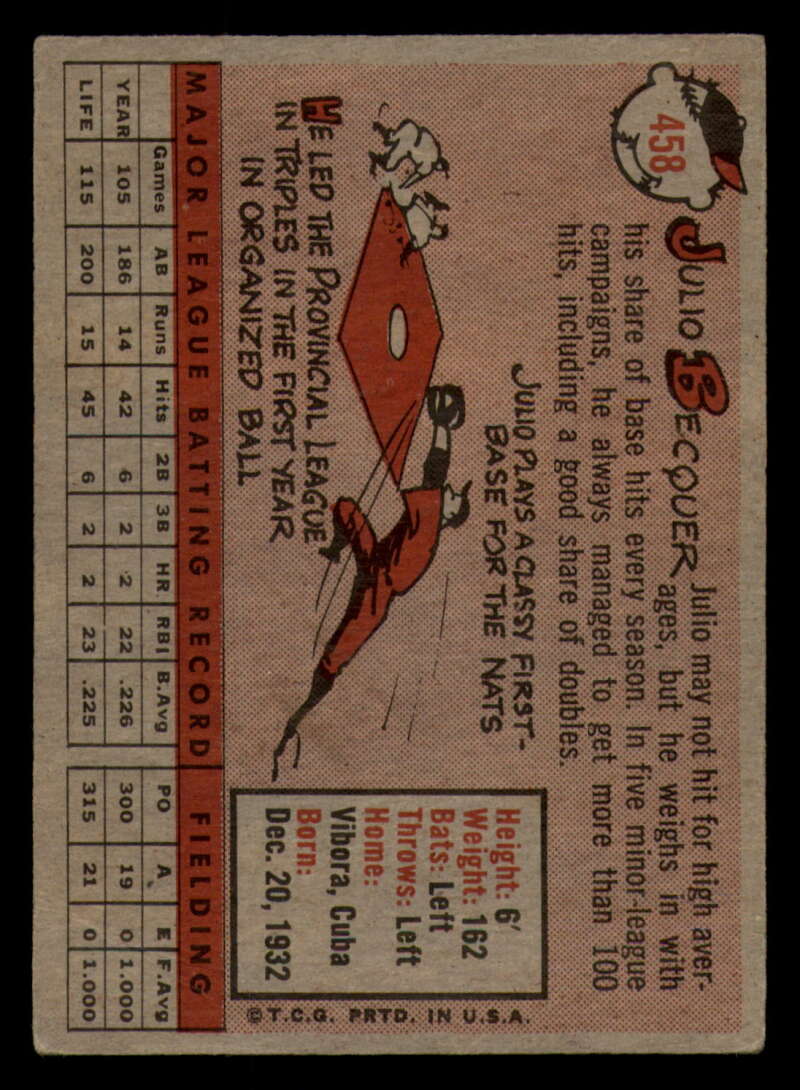 458
JULIO BECQUER
Julio may not hit for high aver-
ages, but he weighs in with
his share of base hits every season. In five minor-league
campaigns, he always managed to get more than 100
hits, including a good share of doubles.
JULIO PLAYS A CLASSY FIRST-
BASE FOR THE NATS
HE LED THE PROVINCIAL LEAGUE
IN TRIPLES IN THE FIRST YEAR
IN ORGANIZED BALL
Height: 6'
Weight: 162
Bats: Left
Throws: Left
Home:
Vibora, Cuba
Born:
Dec. 20, 1932
©T.C.G. PRTD. IN U.S.A.
MAJOR LEAGUE BATTING RECORD FIELDING
Games AB Runs Hits 2B 3B HR RBI B.Avg PO A E F.Avg
YEAR 105 186 14 42 6 2 2 22 .226 300 19 0 1.000
LIFE 115 200 15 45 6 2 2 23 .225 315 21 0 1.000